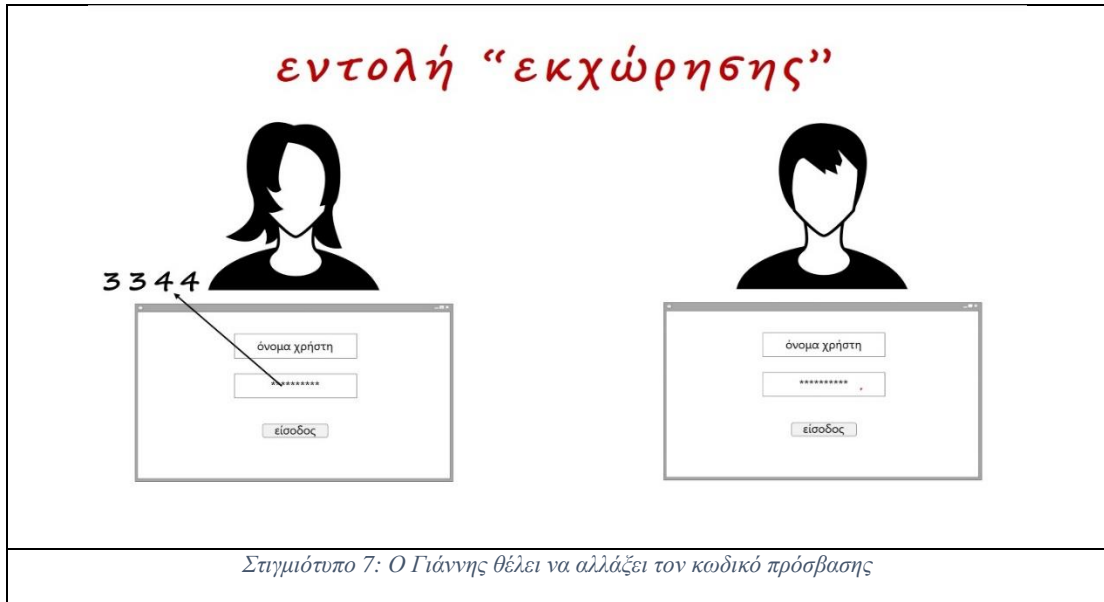 εντολή “εκχώρησης”
3344
όνομα χρήστη
**********
είσοδος
όνομα χρήστη
**********
είσοδος
Στιγμιότυπο 7: Ο Γιάννης θέλει να αλλάξει τον κωδικό πρόσβασης